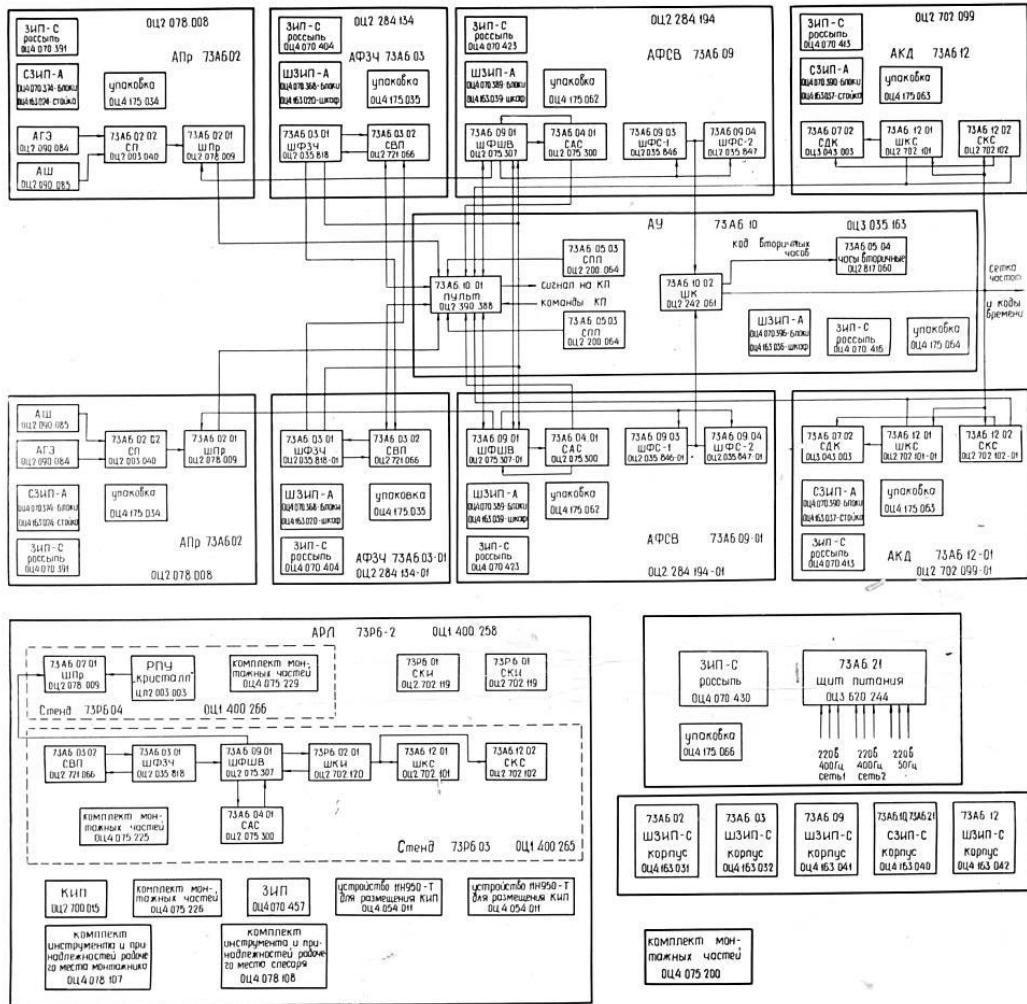 ОЦ2 078 008
ЗИП-С
россыпь
ОЦ4 070 391
АПр 73А6 02
СЗИП-А
ОЦ4 070 374-блоки
ОЦ4 163 024-стойка
упаковка
ОЦ4 175 034
АГЭ
ОЦ2 090 084
АШ
ОЦ2 090 085
73А6 02 02
СП
ОЦ2 003 040
73А6 02 01
ШПр
ОЦ2 078 009
ОЦ2 284 134
ЗИП-С
россыпь
ОЦ4 070 404
АФЗЧ 73А6 03
ШЗИП-А
ОЦ4 070 368-блоки
ОЦ4 163 020-шкаф
упаковка
ОЦ4 175 035
73А6 03 01
ШФЗЧ
ОЦ2 035 818
73А6 03 02
СВП
ОЦ2 721 066
ОЦ2 284 194
ЗИП-С
россыпь
ОЦ4 070 423
АФСВ 73А6 09
ШЗИП-А
ОЦ4 070 389-блоки
ОЦ4 163 039-шкаф
упаковка
ОЦ4 175 062
73А6 09 01
ШФШВ
ОЦ2 075 307
73А6 04 01
САС
ОЦ2 075 300
73А6 09 03
ШФС-1
ОЦ2 035 846
73А6 09 04
ШФС-2
ОЦ2 035 847
ОЦ2 702 099
ЗИП-С
россыпь
ОЦ4 070 413
АКД 73А6 12
СЗИП-А
ОЦ4 070 390-блоки
ОЦ4 163 037-стойка
упаковка
ОЦ4 175 063
73А6 07 02
СДК
ОЦ3 043 003
73А6 12 01
ШКС
ОЦ2 702 101
73А6 12 02
СКС
ОЦ2 702 102
АУ 73А6 10 ОЦ3 035 163
73А6 05 03
СПП
ОЦ2 200 064
код вторичных
часов
73А6 05 04
часы вторичные
ОЦ2 817 060
73А6 10 01
ПУЛЬТ
ОЦ2 390 388
сигнал на КП
команды КП
73А6 10 02
ШК
ОЦ2 242 061
сетка
частот
и коды
времени
73А6 05 03
СПП
ОЦ2 200 064
ШЗИП-А
ОЦ4 070 396-блоки
ОЦ4 163 036-шкаф
ЗИП-С
россыпь
ОЦ4 070 416
упаковка
ОЦ4 175 064
АШ
ОЦ2 090 085
АГЭ
ОЦ2 090 084
73А6 02 02
СП
ОЦ2 003 040
73А6 02 01
ШПр
ОЦ2 078 009
СЗИП-А
ОЦ4 070 374-блоки
ОЦ4 163 024 стойка
упаковка
ОЦ4 175 034
ЗИП-С
россыпь
ОЦ4 070 391
АПр 73А6 02
ОЦ2 078 008
73А6 03 01
ШФЗЧ
ОЦ2 035 818-01
73А6 03 02
СВП
ОЦ2 721 066
ШЗИП-А
ОЦ4 070 368-блоки
ОЦ4 163 020-шкаф
упаковка
ОЦ4 175 035
ЗИП-С
россыпь
ОЦ4 070 404
АФЗЧ 73А6 03-01
ОЦ2 284 134-01
73А6 09 01
ШФШВ
ОЦ2 075 307-01
73А6 04 01
САС
ОЦ2 075 300
73А6 09 03
ШФС-1
ОЦ2 035 846-01
73А6 09 04
ШФС-2
ОЦ2 035 847-01
ШЗИП-А
ОЦ4 070 389-блоки
ОЦ4 163 039-шкаф
упаковка
ОЦ4 175 062
ЗИП-С
россыпь
ОЦ4 070 423
АФСВ 73А6 09-01
ОЦ2 284 194-01
73А6 07 02
СДК
ОЦ3 043 003
73А6 12 01
ШКС
ОЦ2 702 101-01
73А6 12 02
СКС
ОЦ2 702 102-01
СЗИП-А
ОЦ4 070 390 блоки
ОЦ4 163 037-стойка
упаковка
ОЦ4 175 063
ЗИП-С
россыпь
ОЦ4 070 413
АКД 73А6 12-01
ОЦ2 702 099-01
АРЛ 73Р6-2 ОЦ1 400 258
73А6 02 01
ШПр
ОЦ2 078 009
РПУ
„кристалл"
ЦЛ2 003 003
комплект мон-
тажных частей
ОЦ4 075 229
Стенд 73Р6 04 ОЦ1 400 266
73Р6 01
СКИ
ОЦ2 702 119
73Р6 01
СКИ
ОЦ2 702 119
73А6 03 02
СВП
ОЦ2 721 066
73А6 03 01
ШФЗЧ
ОЦ2 035 818
73А6 09 01
ШФШВ
ОЦ2 075 307
73Р6 02 01
ШКИ
ОЦ2 702 120
73А6 12 01
ШКС
ОЦ2 702 101
73А6 12 02
СКС
ОЦ2 702 102
комплект мон-
тажных частей
ОЦ4 075 225
73А6 04 01
САС
ОЦ2 075 300
Стенд 73Р6 03 ОЦ1 400 265
КИП
ОЦ2 700 015
комплект мон-
тажных частей
ОЦ4 075 226
ЗИП
ОЦ4 070 457
устройство ПН950-Т
для размещения КИП
ОЦ4 054 011
устройство ПН950-Т
для размещения КИП
ОЦ4 054 011
комплект
инструмента и при-
надлежностей рабоче-
го места монтажника
ОЦ4 078 107
комплект
инструмента и при-
надлежностей рабоче-
го места слесаря
ОЦ4 078 108
ЗИП-С
россыпь
ОЦ4 070 430
73А6 21
щит питания
ОЦ3 620 244
упаковка
ОЦ4 175 066
220в
400Гц
сеть1
220в
400Гц
сеть2
220в
50Гц
73А6 02
ШЗИП-С
корпус
ОЦ4 163 031
73А6 03
ШЗИП-С
корпус
ОЦ4 163 032
73А6 09
ШЗИП-С
корпус
ОЦ4 163 041
73А6 10, 73А6 21
СЗИП-С
корпус
ОЦ4 163 040
73А6 12
ШЗИП-С
корпус
ОЦ4 163 042
комплект мон-
тажных частей
ОЦ4 075 200